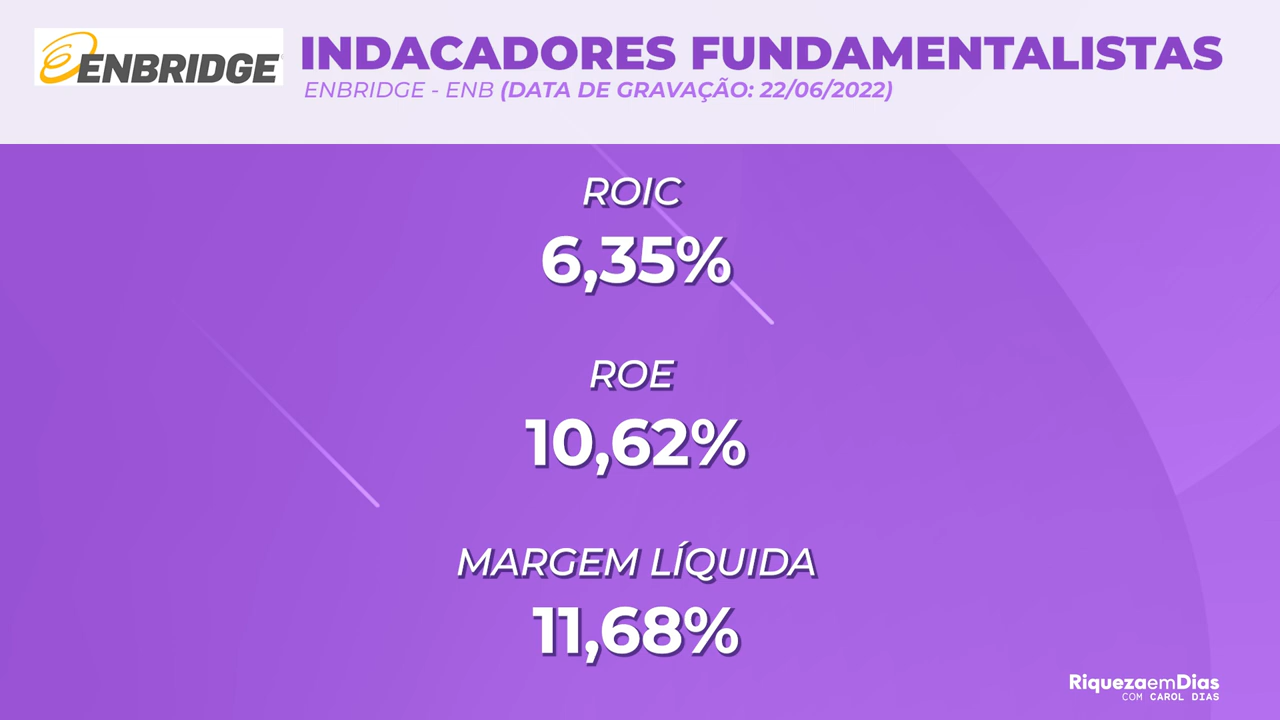 ENBRIDGE
INDACADORES FUNDAMENTALISTAS
ENBRIDGE - ENB (DATA DE GRAVAÇÃO: 22/06/2022)
ROIC
6,35%
ROE
10,62%
MARGEM LÍQUIDA
11,68%
RiquezaemDias
COM CAROL DIAS